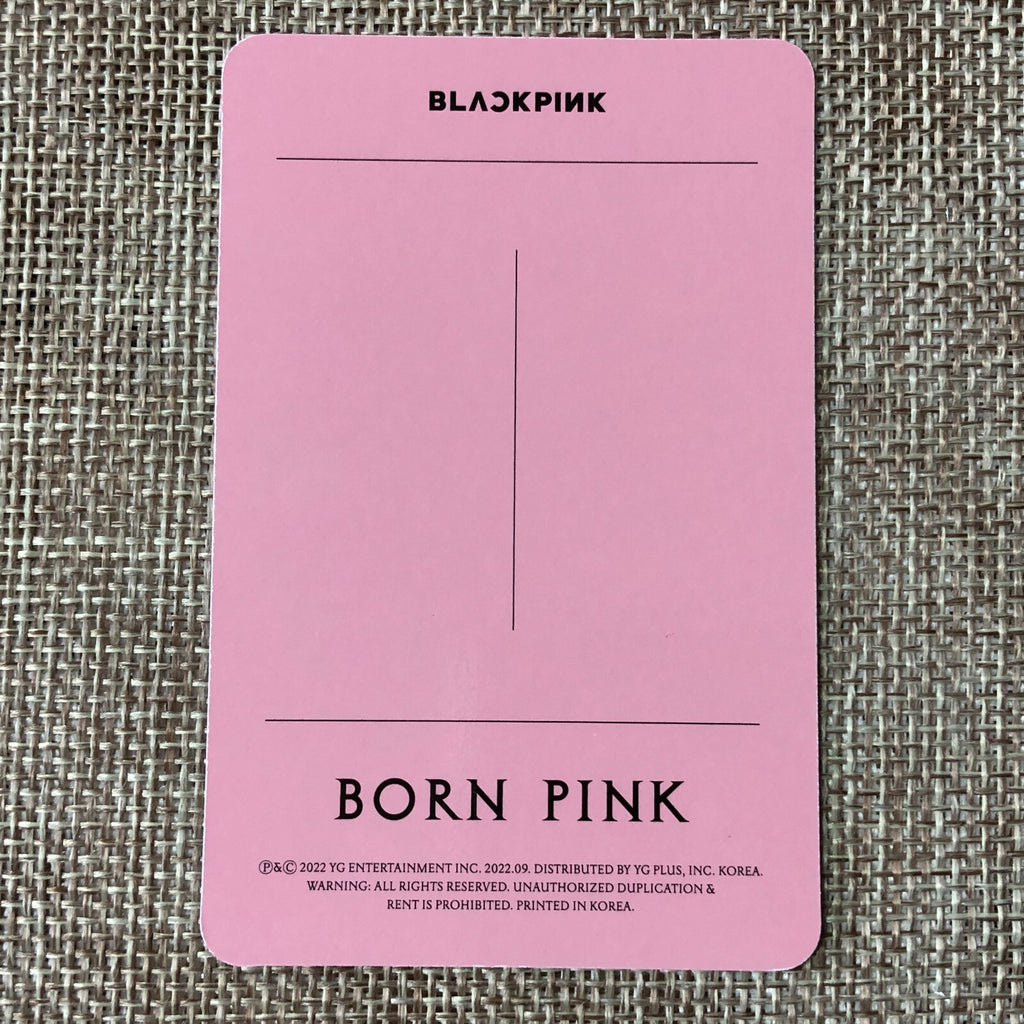 BLACKPINK
BORN PINK
Ⓟ&Ⓒ 2022 YG ENTERTAINMENT INC. 2022.09. DISTRIBUTED BY YG PLUS, INC. KOREA.
WARNING: ALL RIGHTS RESERVED. UNAUTHORIZED DUPLICATION &
RENT IS PROHIBITED. PRINTED IN KOREA.